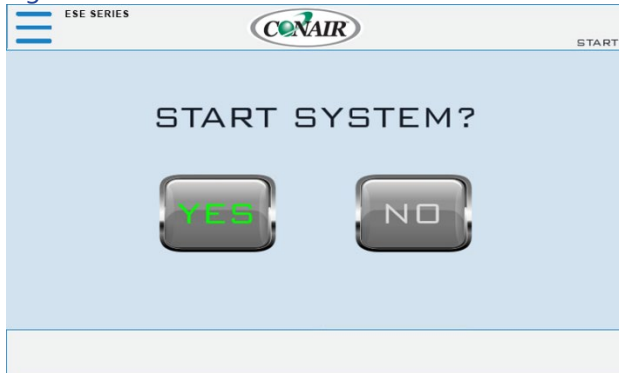 ESE SERIES
CONAIR
START
START SYSTEM?
YES
NO